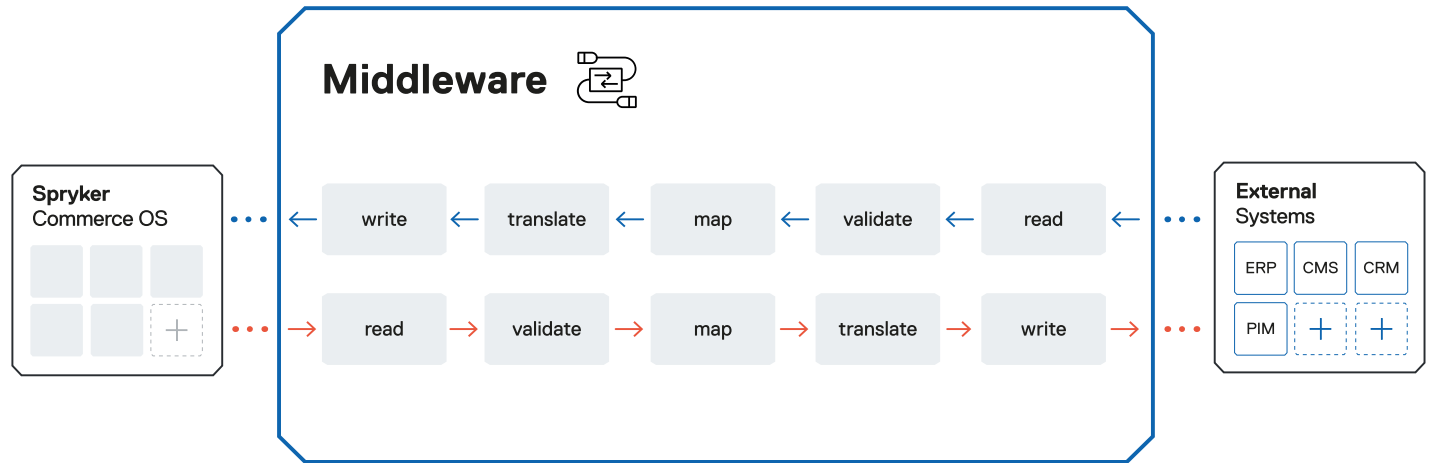 Middleware
Spryker
Commerce OS
write
translate
map
validate
read
read
validate
map
translate
write
External
Systems
ERP
CMS
CRM
PIM